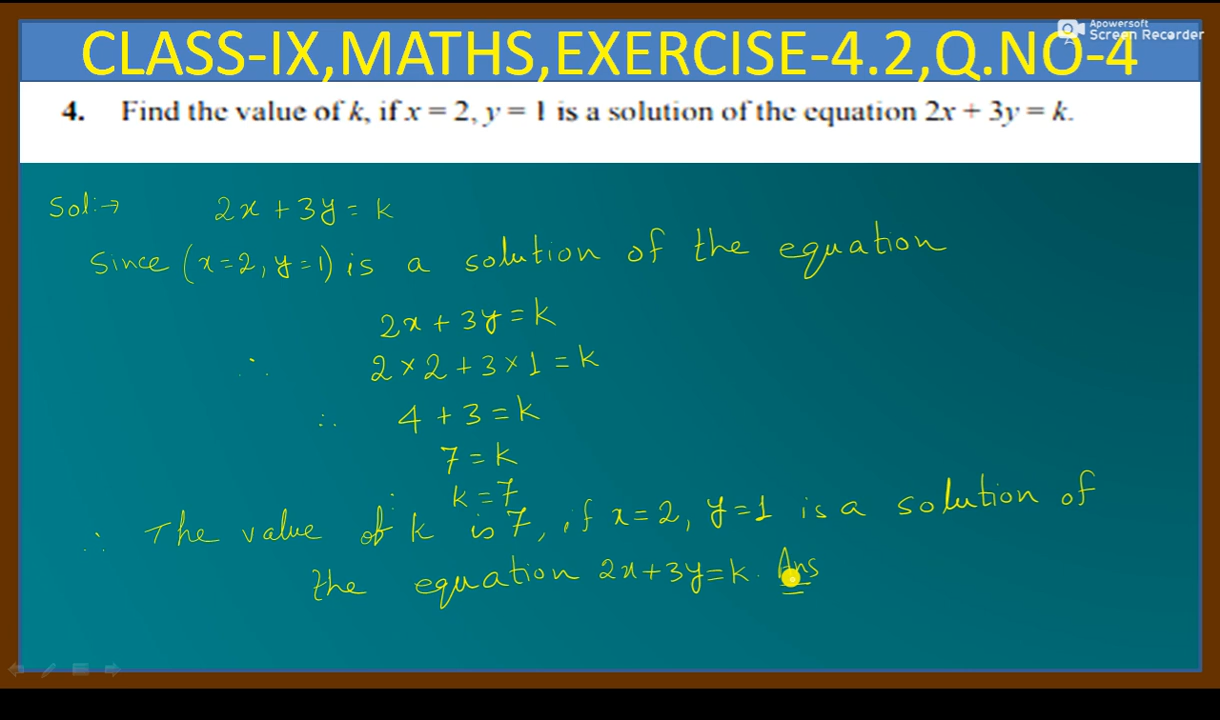 Apowersoft
Screen Recorder
CLASS-IX,MATHS,EXERCISE-4.2,Q.NO-4
4. Find the value of k, if x = 2, y = 1 is a solution of the equation 2x + 3y = k.
Sol:→ 2x + 3y = k
Since (x=2, y=1) is a solution of the equation
2x + 3y = k
∴ 2 × 2 + 3 × 1 = k
∴ 4 + 3 = k
7 = k
k = 7
∴ The value of k is 7, if x=2, y=1 is a solution of
the equation 2x+3y=k. Ans